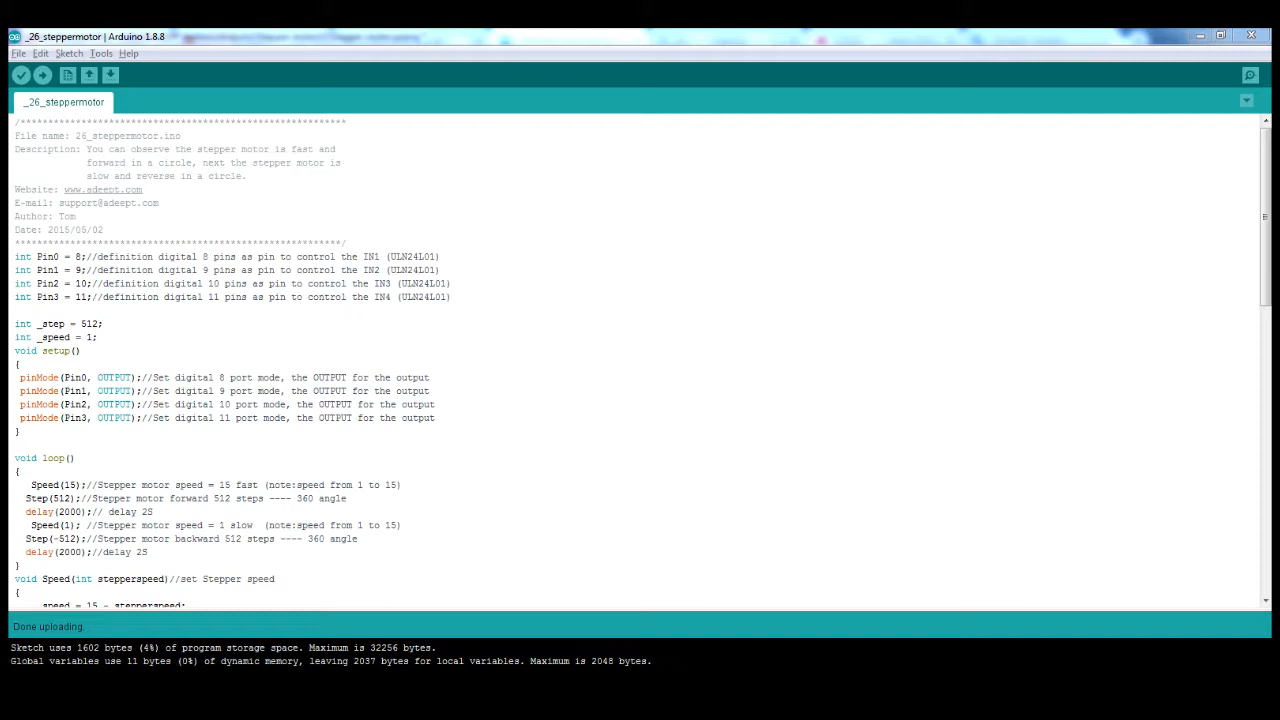 _26_steppermotor | Arduino 1.8.8
File Edit Sketch Tools Help
_26_steppermotor
/***********************************************************
File name: 26_steppermotor.ino
Description: You can observe the stepper motor is fast and
forward in a circle, next the stepper motor is
slow and reverse in a circle.
Website: www.adeept.com
E-mail: support@adeept.com
Author: Tom
Date: 2015/05/02
***********************************************************/
int Pin0 = 8;//definition digital 8 pins as pin to control the IN1 (ULN24L01)
int Pin1 = 9;//definition digital 9 pins as pin to control the IN2 (ULN24L01)
int Pin2 = 10;//definition digital 10 pins as pin to control the IN3 (ULN24L01)
int Pin3 = 11;//definition digital 11 pins as pin to control the IN4 (ULN24L01)
int _step = 512;
int _speed = 1;
void setup()
{
pinMode(Pin0, OUTPUT);//Set digital 8 port mode, the OUTPUT for the output
pinMode(Pin1, OUTPUT);//Set digital 9 port mode, the OUTPUT for the output
pinMode(Pin2, OUTPUT);//Set digital 10 port mode, the OUTPUT for the output
pinMode(Pin3, OUTPUT);//Set digital 11 port mode, the OUTPUT for the output
}
void loop()
{
Speed(15);//Stepper motor speed = 15 fast (note:speed from 1 to 15)
Step(512);//Stepper motor forward 512 steps ---- 360 angle
delay(2000);// delay 2S
Speed(1); //Stepper motor speed = 1 slow (note:speed from 1 to 15)
Step(-512);//Stepper motor backward 512 steps ---- 360 angle
delay(2000);//delay 2S
}
void Speed(int stepperspeed)//set Stepper speed
{
_speed = 15 - stepperspeed;
Done uploading.
Sketch uses 1602 bytes (4%) of program storage space. Maximum is 32256 bytes.
Global variables use 11 bytes (0%) of dynamic memory, leaving 2037 bytes for local variables. Maximum is 2048 bytes.